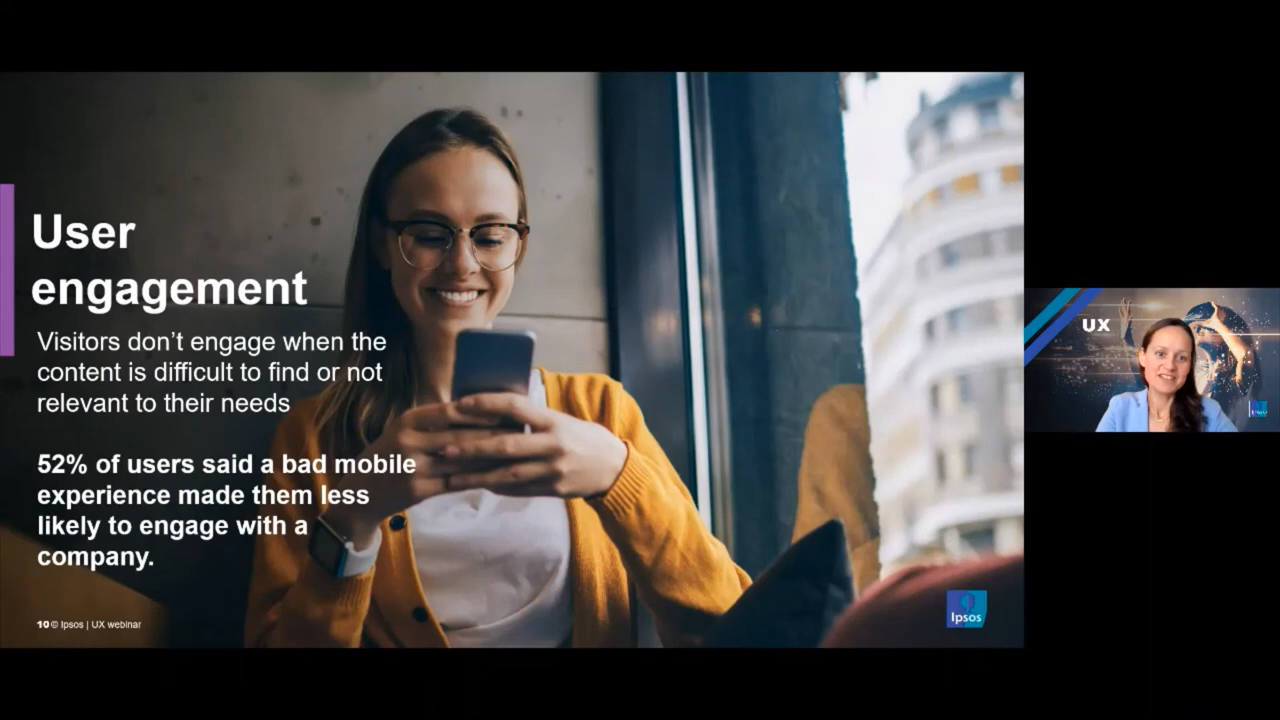 User
engagement
Visitors don’t engage when the
content is difficult to find or not
relevant to their needs
52% of users said a bad mobile
experience made them less
likely to engage with a
company.
10 © Ipsos | UX webinar
Ipsos
UX